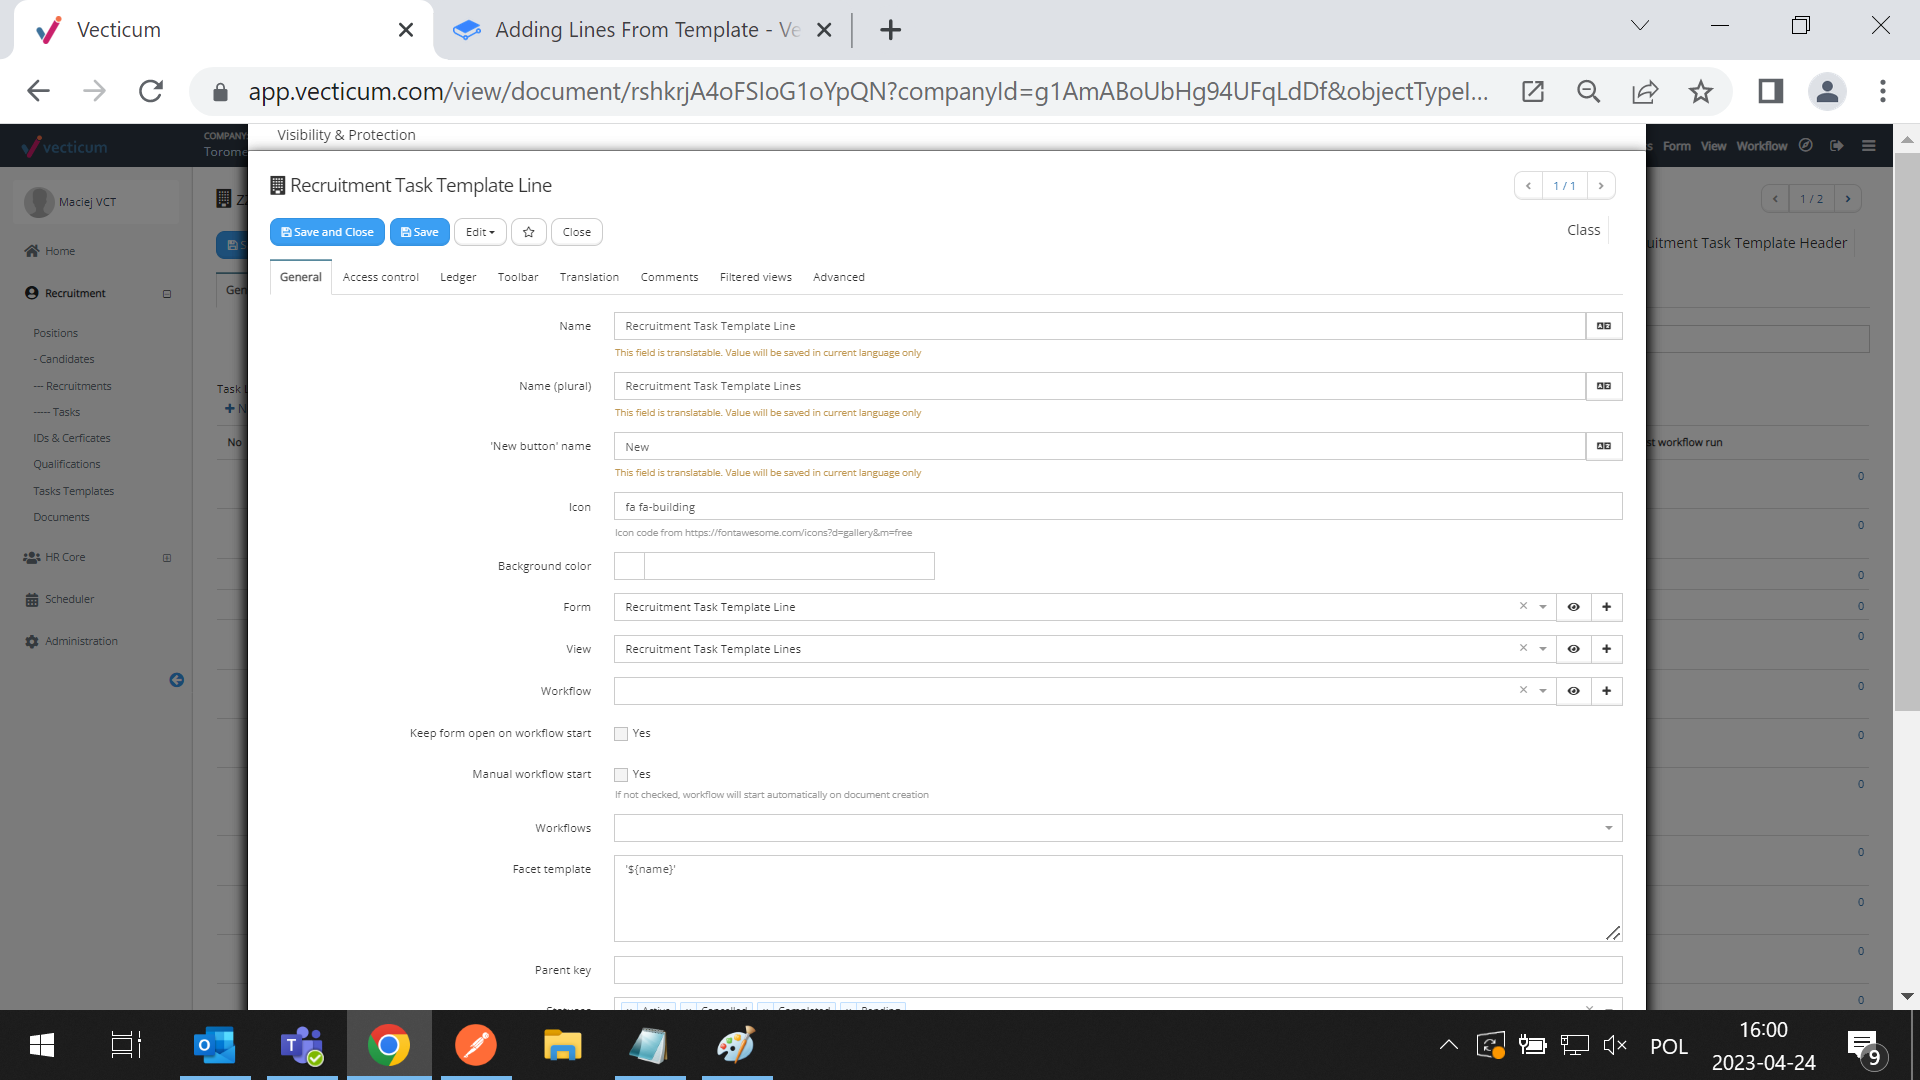 Vecticum
Adding Lines From Template - Ve
app.vecticum.com/view/document/rshkrjA4oFSIoG1oYpQN?companyId=g1AmABoUbHg94UFqLdDf&objectTypeI...
vecticum
COMPANY:
Torome
Visibility & Protection
Form View Workflow
Maciej VCT
Home
Recruitment
Positions
- Candidates
--- Recruitments
----- Tasks
IDs & Cerficates
Qualifications
Tasks Templates
Documents
HR Core
Scheduler
Administration
Gen
Task L
+ N
No
Recruitment Task Template Line
1 / 1
Save and Close
Save
Edit
Close
Class
General
Access control
Ledger
Toolbar
Translation
Comments
Filtered views
Advanced
Name
Recruitment Task Template Line
This field is translatable. Value will be saved in current language only
Name (plural)
Recruitment Task Template Lines
This field is translatable. Value will be saved in current language only
'New button' name
New
This field is translatable. Value will be saved in current language only
Icon
fa fa-building
Icon code from https://fontawesome.com/icons?d=gallery&m=free
Background color
Form
Recruitment Task Template Line
View
Recruitment Task Template Lines
Workflow
Keep form open on workflow start
Yes
Manual workflow start
Yes
If not checked, workflow will start automatically on document creation
Workflows
Facet template
'${name}'
Parent key
Statuses
Active
Cancelled
Completed
Pending
1 / 2
uitment Task Template Header
st workflow run
0
0
0
0
0
0
0
0
0
0
0
0
POL
16:00
2023-04-24
9